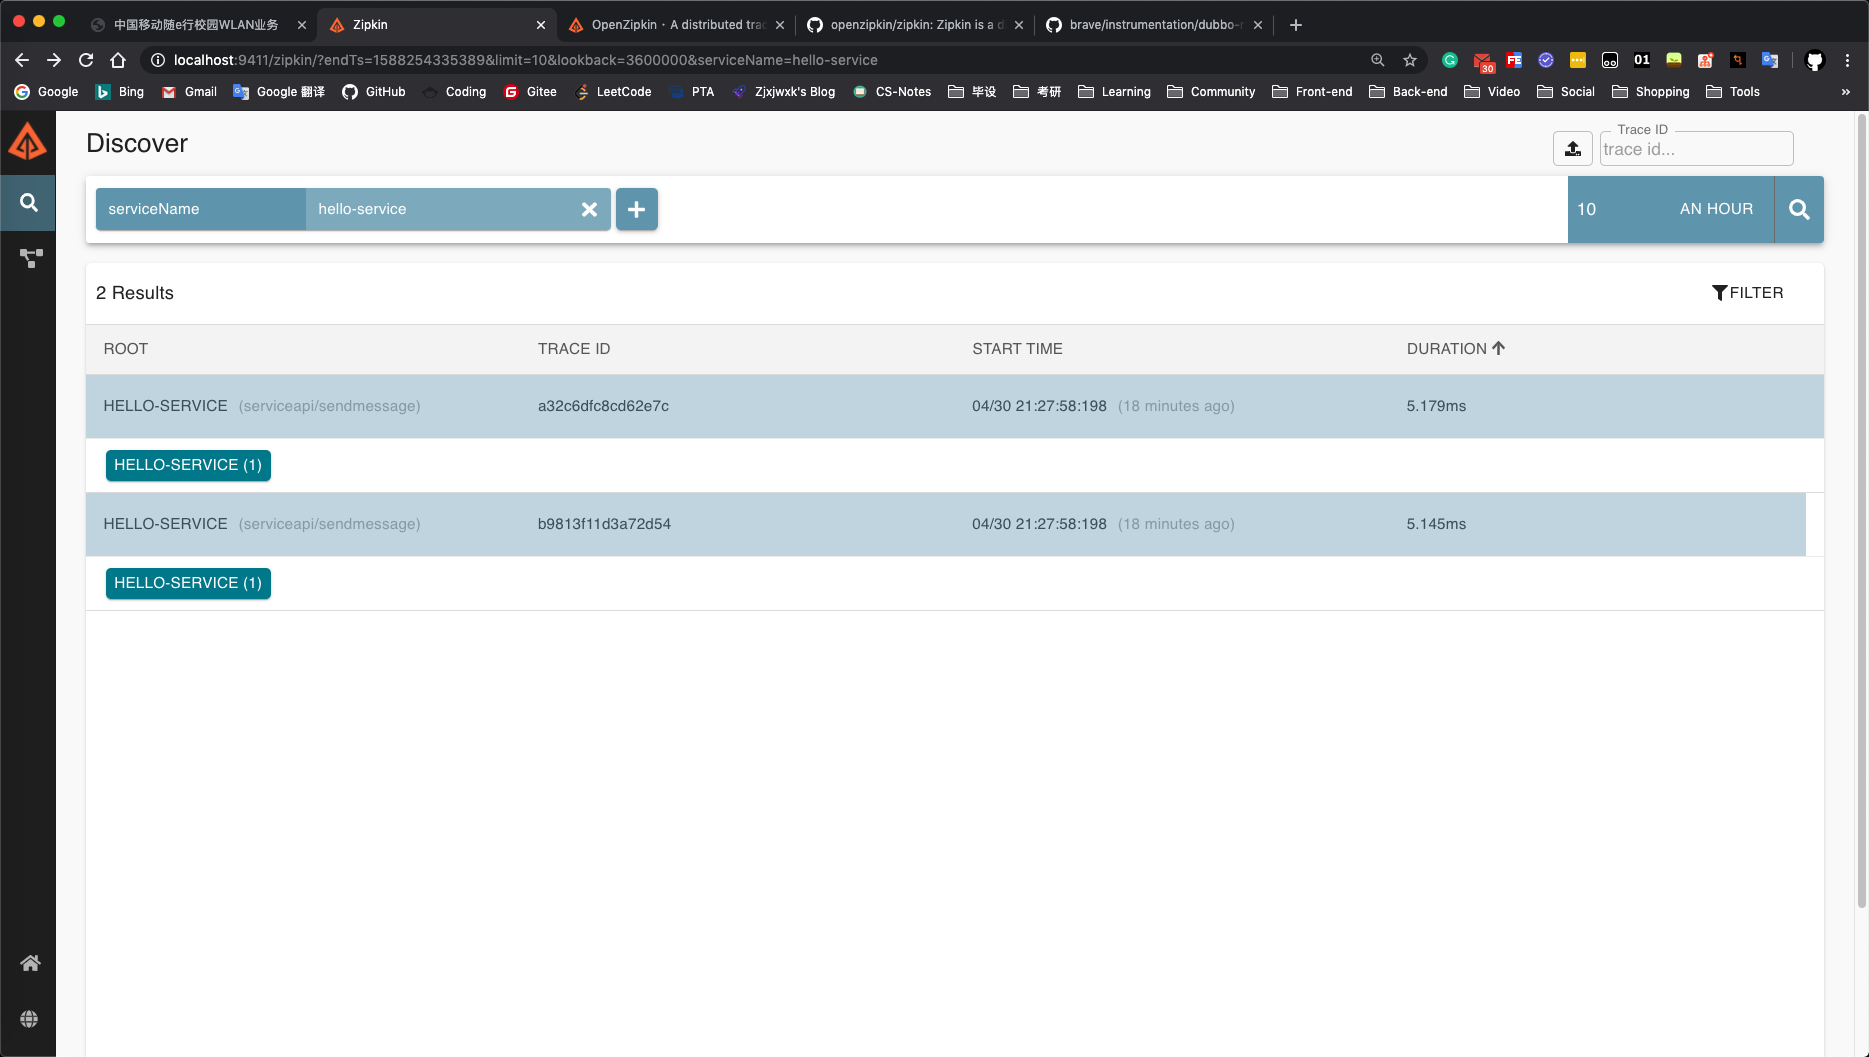 中国移动随e行校园WLAN业务 Zipkin OpenZipkin · A distributed trac openzipkin/zipkin: Zipkin is a d brave/instrumentation/dubbo-r
localhost:9411/zipkin/?endTs=1588254335389&limit=10&lookback=3600000&serviceName=hello-service 30 FE 01
Google Bing Gmail Google 翻译 GitHub Coding Gitee LeetCode PTA Zjxjwxk's Blog CS-Notes 毕设 考研 Learning Community Front-end Back-end Video Social Shopping Tools »
Discover
Trace ID
trace id...
serviceName hello-service 10 AN HOUR
2 Results FILTER
ROOT TRACE ID START TIME DURATION
HELLO-SERVICE (serviceapi/sendmessage) a32c6dfc8cd62e7c 04/30 21:27:58:198 (18 minutes ago) 5.179ms
HELLO-SERVICE (1)
HELLO-SERVICE (serviceapi/sendmessage) b9813f11d3a72d54 04/30 21:27:58:198 (18 minutes ago) 5.145ms
HELLO-SERVICE (1)